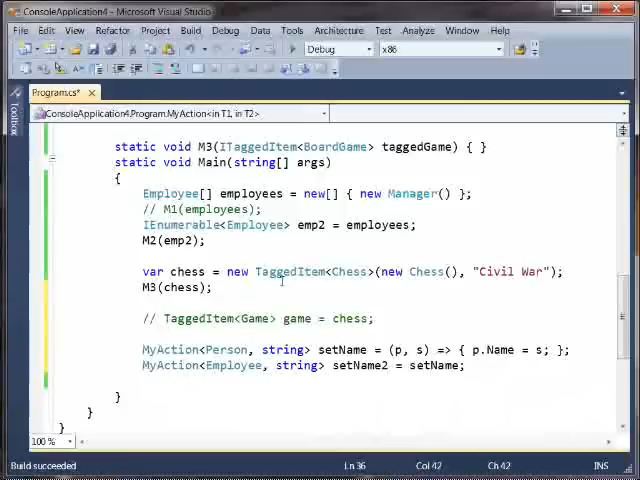 ConsoleApplication4 - Microsoft Visual Studio
File Edit View Refactor Project Build Debug Data Tools Architecture Test Analyze Window Help
Debug x86
Program.cs*
Toolbox
ConsoleApplication4.Program.MyAction<in T1, in T2>
static void M3(ITaggedItem<BoardGame> taggedGame) { }
static void Main(string[] args)
{
Employee[] employees = new[] { new Manager() };
// M1(employees);
IEnumerable<Employee> emp2 = employees;
M2(emp2);
var chess = new TaggedItem<Chess>(new Chess(), "Civil War");
M3(chess);
// TaggedItem<Game> game = chess;
MyAction<Person, string> setName = (p, s) => { p.Name = s; };
MyAction<Employee, string> setName2 = setName;
}
}
}
100 %
Build succeeded Ln 36 Col 42 Ch 42 INS